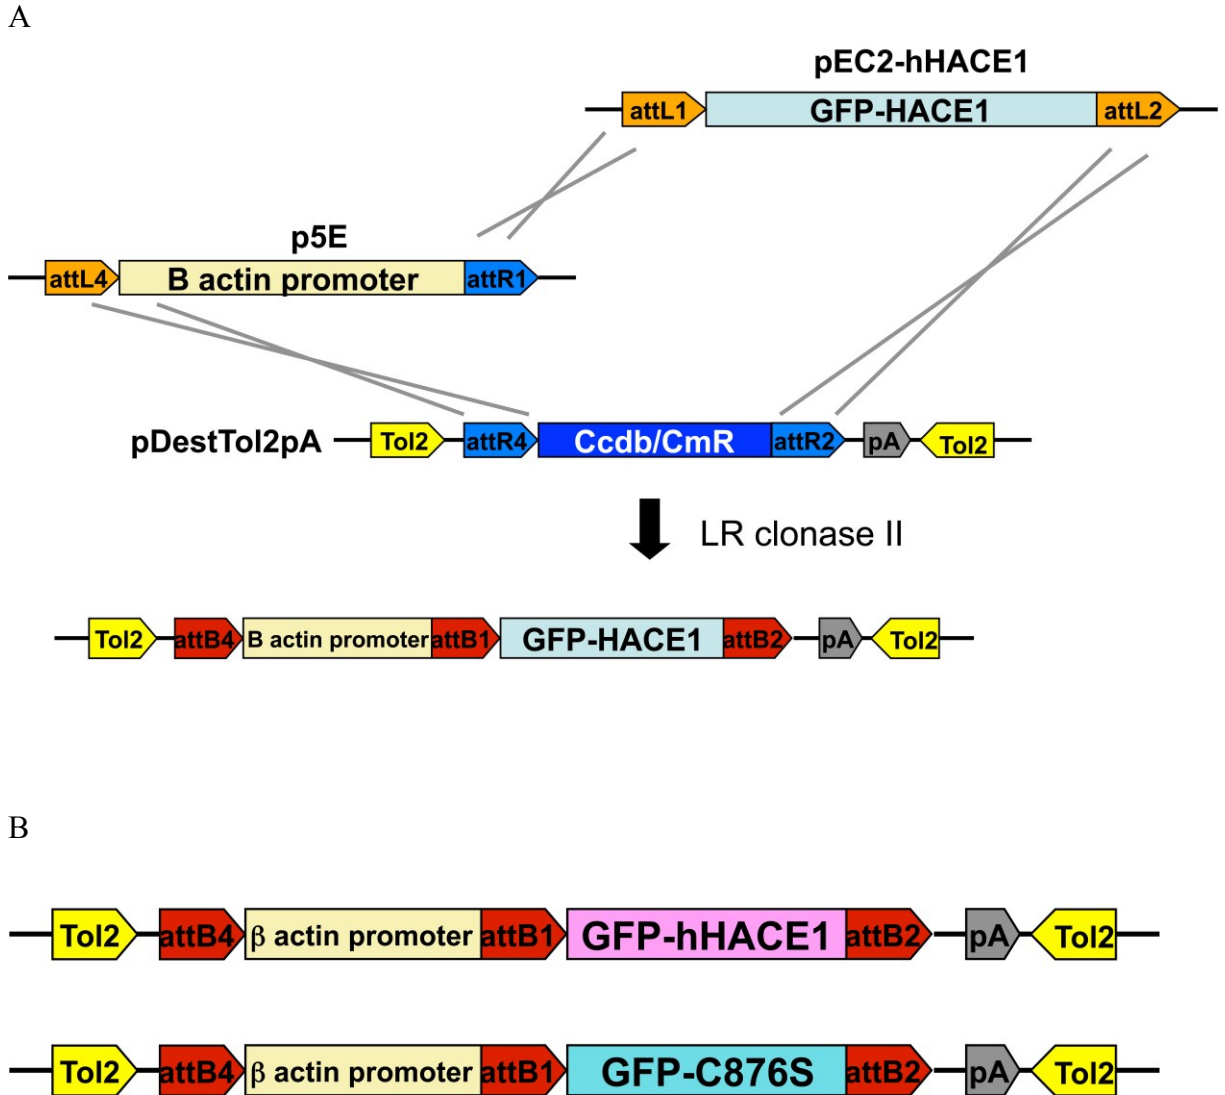 A
pEC2-hHACE1
attL1 GFP-HACE1 attL2
p5E
attL4 B actin promoter attR1
pDestTol2pA Tol2 attR4 Ccdb/CmR attR2 pA Tol2
LR clonase II
Tol2 attB4 B actin promoter attB1 GFP-HACE1 attB2 pA Tol2
B
Tol2 attB4 β actin promoter attB1 GFP-hHACE1 attB2 pA Tol2
Tol2 attB4 β actin promoter attB1 GFP-C876S attB2 pA Tol2